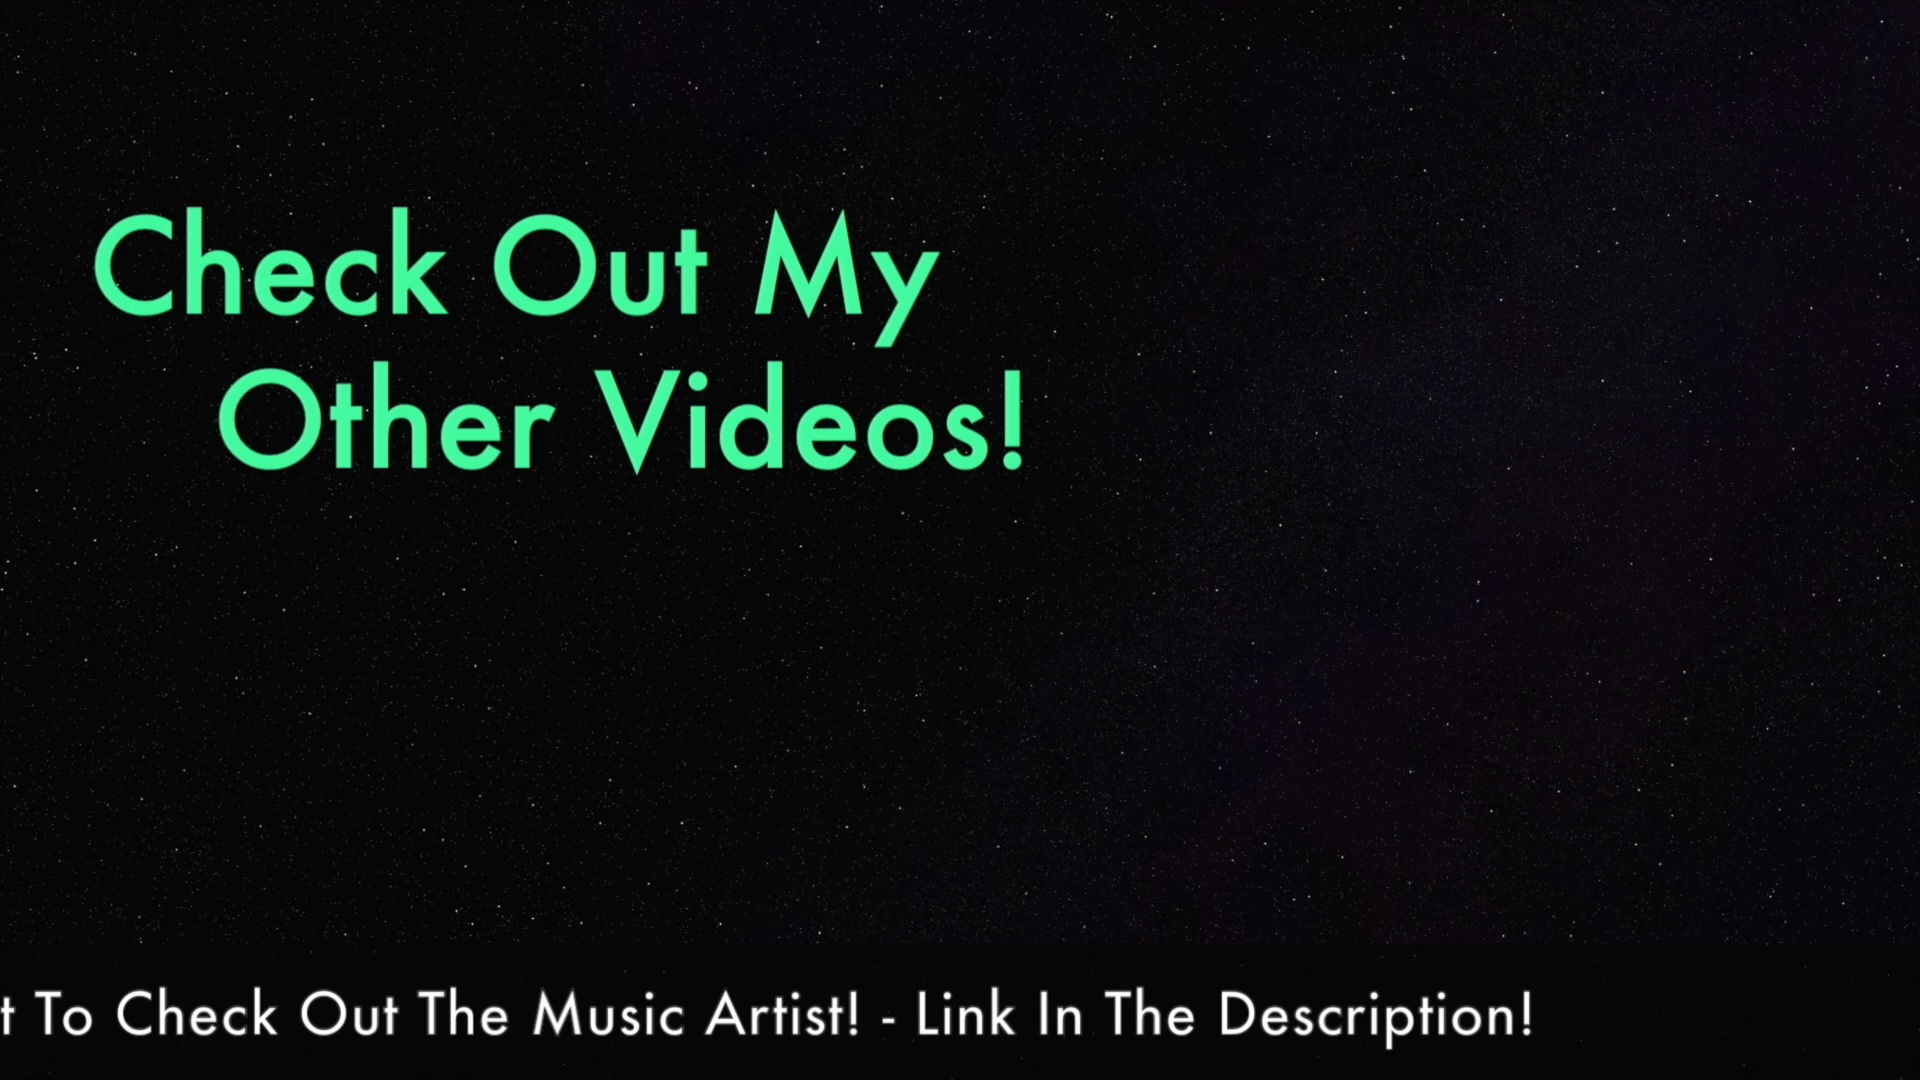 Check Out My
Other Videos!
t To Check Out The Music Artist! - Link In The Description!